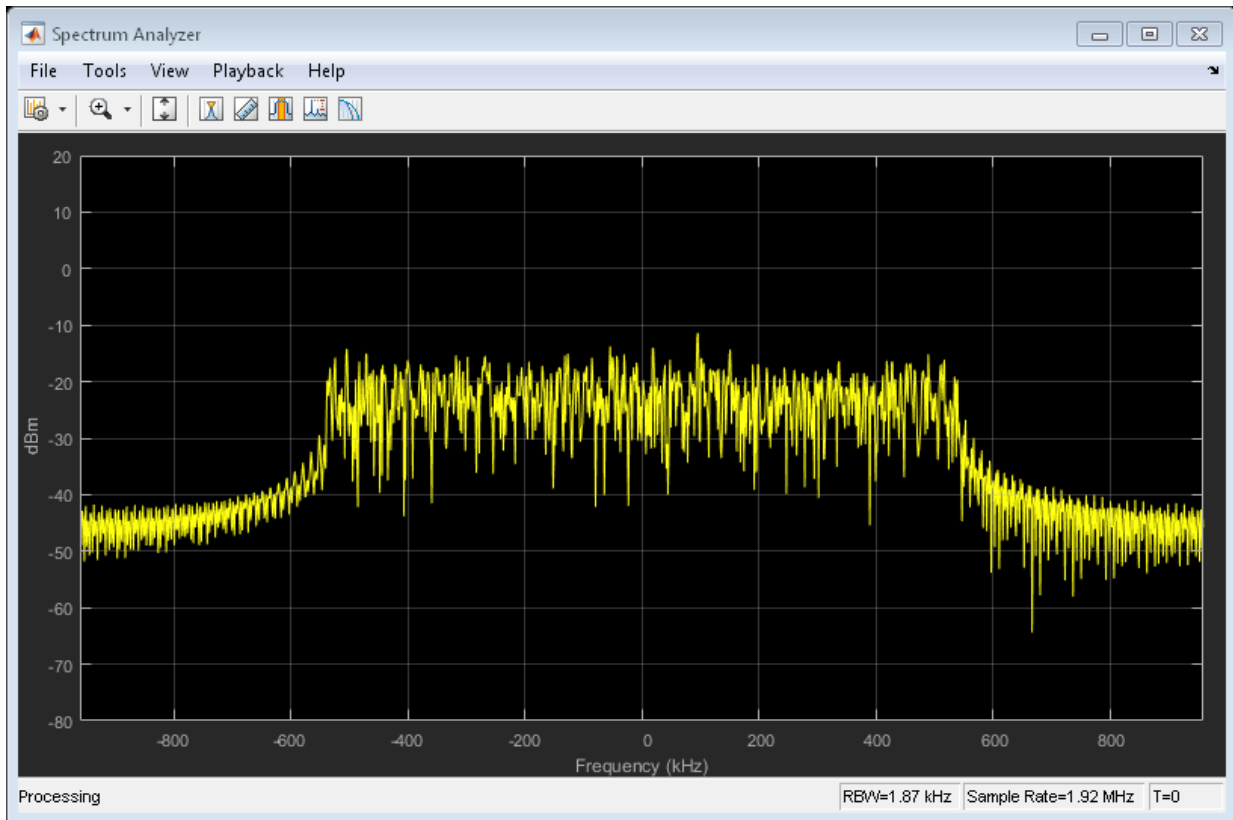 Spectrum Analyzer
File Tools View Playback Help
20
10
0
-10
-20
-30
-40
-50
-60
-70
-80
dBm
-800 -600 -400 -200 0 200 400 600 800
Frequency (kHz)
Processing RBW=1.87 kHz Sample Rate=1.92 MHz T=0